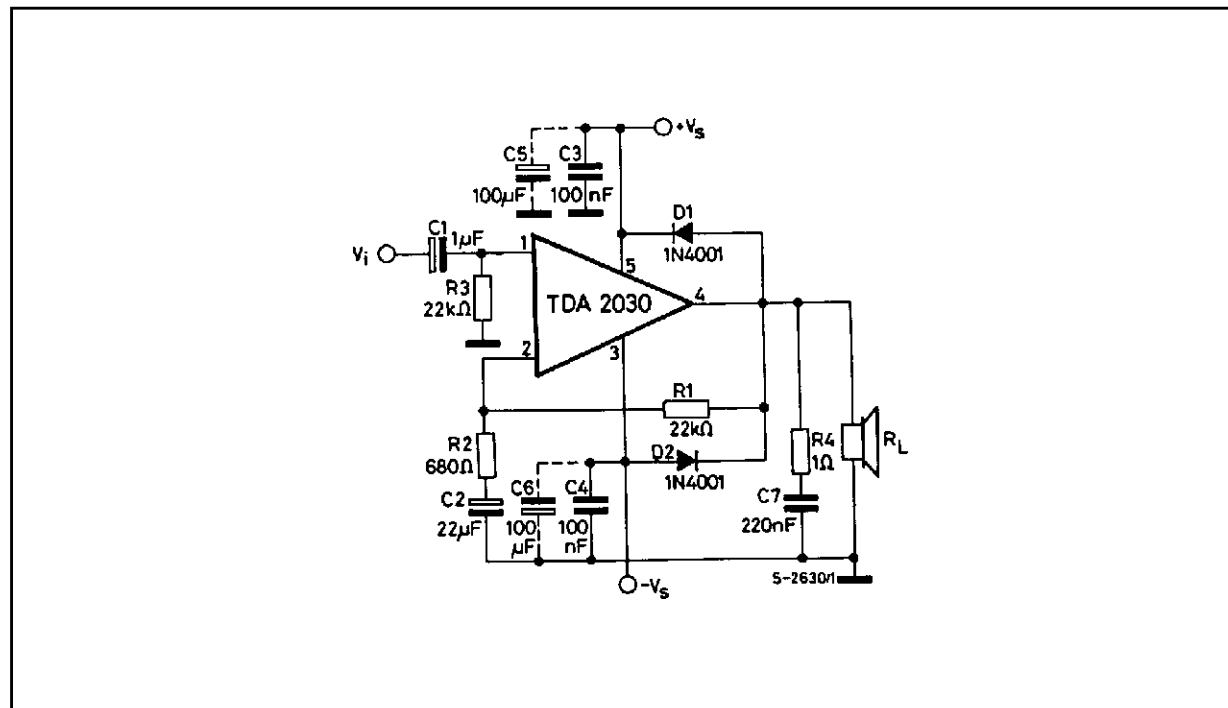 +Vs
C5
100µF
C3
100nF
D1
1N4001
C1
1µF
Vi
1
5
R3
22kΩ
TDA 2030
4
2
3
R1
22kΩ
R2
680Ω
D2
1N4001
R4
1Ω
RL
C2
22µF
C6
100
µF
C4
100
nF
C7
220nF
-Vs
S-2630/1